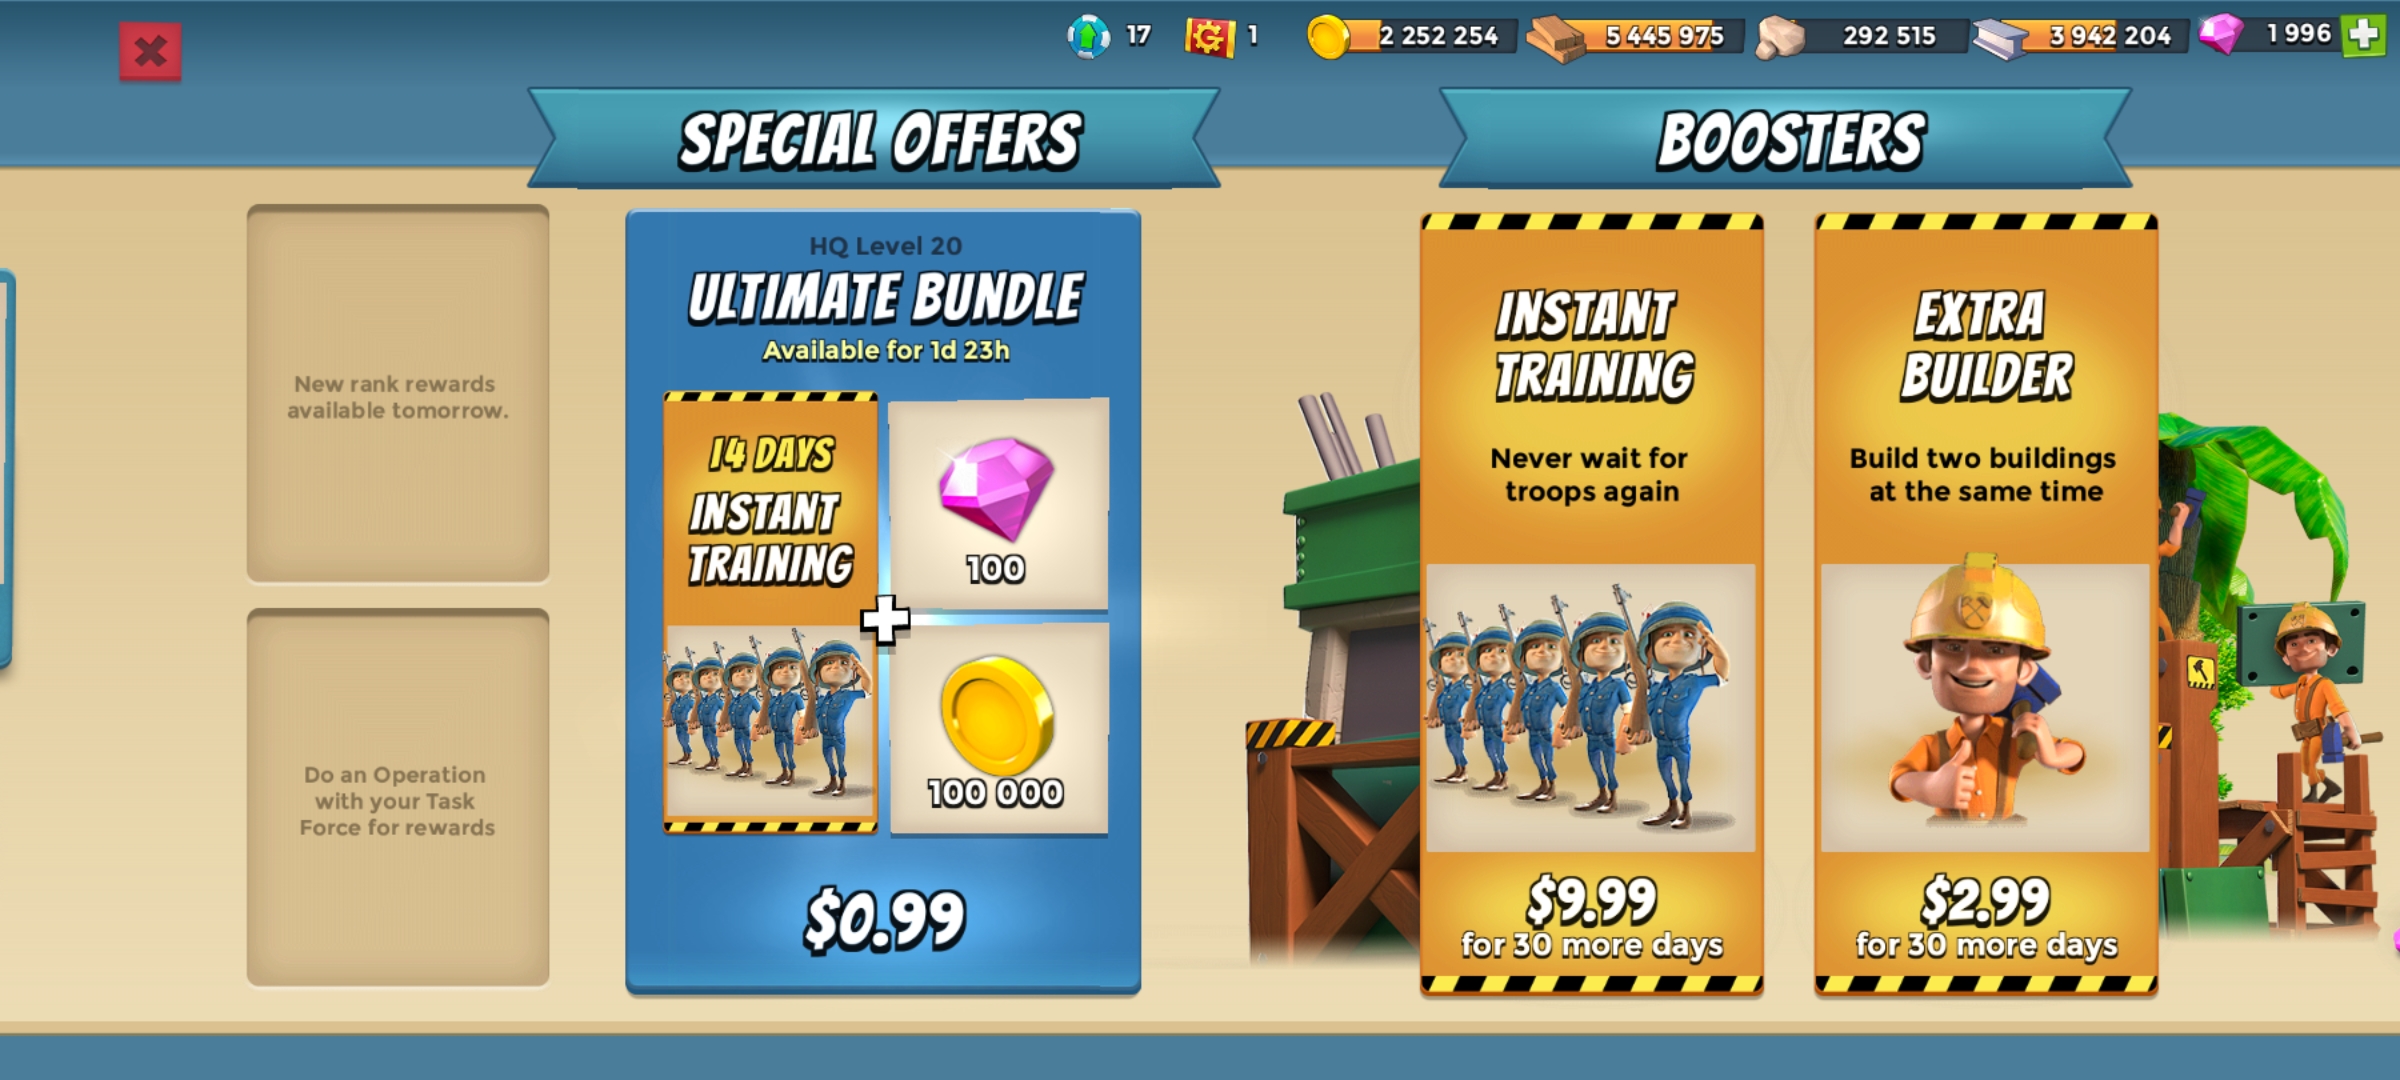 17
1
2 252 254
5 445 975
292 515
3 942 204
1 996
SPECIAL OFFERS
BOOSTERS
New rank rewards
available tomorrow.
Do an Operation
with your Task
Force for rewards
HQ Level 20
ULTIMATE BUNDLE
Available for 1d 23h
14 DAYS
INSTANT
TRAINING
100
100 000
$0.99
INSTANT
TRAINING
Never wait for
troops again
$9.99
for 30 more days
EXTRA
BUILDER
Build two buildings
at the same time
$2.99
for 30 more days